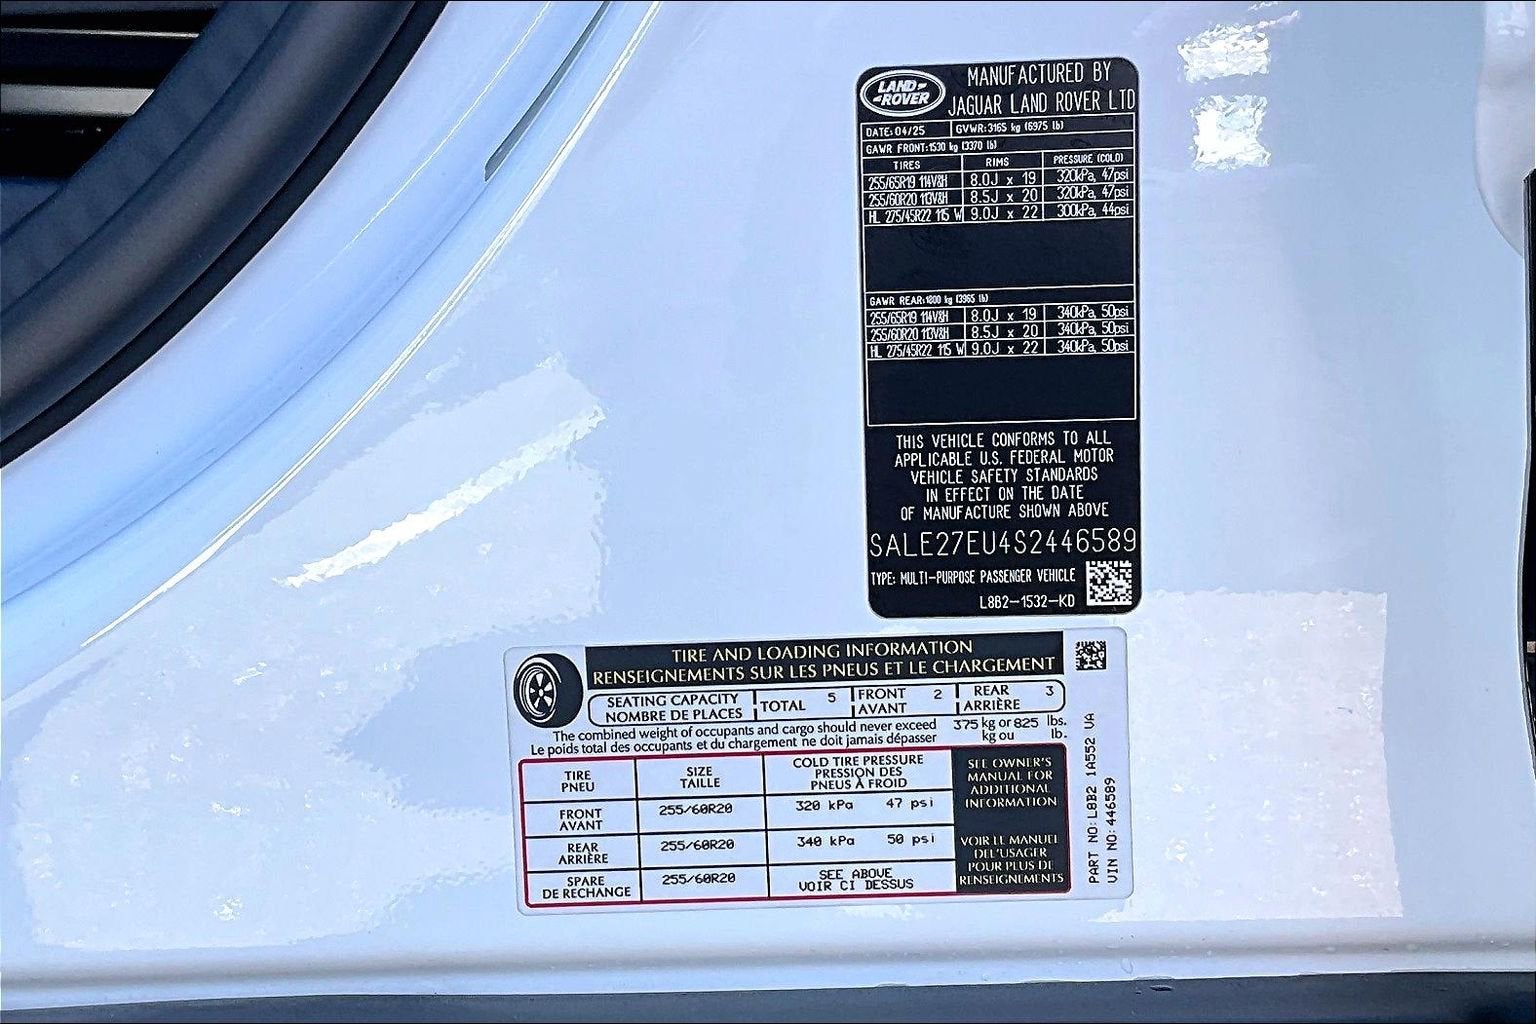 LAND ROVER
MANUFACTURED BY
JAGUAR LAND ROVER LTD
DATE: 04/25 GVWR: 3165 kg (6975 lb)
GAWR FRONT: 1530 kg (3370 lb)
TIRES RIMS PRESSURE (COLD)
255/65R19 114V&H 8.0J x 19 320kPa, 47psi
255/60R20 113V&H 8.5J x 20 320kPa, 47psi
HL 275/45R22 115 W 9.0J x 22 300kPa, 44psi
GAWR REAR: 1800 kg (3965 lb)
255/65R19 114V&H 8.0J x 19 340kPa, 50psi
255/60R20 113V&H 8.5J x 20 340kPa, 50psi
HL 275/45R22 115 W 9.0J x 22 340kPa, 50psi
THIS VEHICLE CONFORMS TO ALL
APPLICABLE U.S. FEDERAL MOTOR
VEHICLE SAFETY STANDARDS
IN EFFECT ON THE DATE
OF MANUFACTURE SHOWN ABOVE
SALE27EU4S2446589
TYPE: MULTI-PURPOSE PASSENGER VEHICLE
L8B2-1532-KD
TIRE AND LOADING INFORMATION
RENSEIGNEMENTS SUR LES PNEUS ET LE CHARGEMENT
SEATING CAPACITY
NOMBRE DE PLACES
TOTAL 5
FRONT 2
AVANT
REAR 3
ARRIÈRE
The combined weight of occupants and cargo should never exceed 375 kg or 825 lbs.
Le poids total des occupants et du chargement ne doit jamais dépasser kg ou lb.
TIRE
PNEU
SIZE
TAILLE
COLD TIRE PRESSURE
PRESSION DES
PNEUS À FROID
FRONT
AVANT
255/60R20
320 kPa 47 psi
REAR
ARRIÈRE
255/60R20
340 kPa 50 psi
SPARE
DE RECHANGE
255/60R20
SEE ABOVE
VOIR CI DESSUS
SEE OWNER'S
MANUAL FOR
ADDITIONAL
INFORMATION
VOIR LE MANUEL
DEL'USAGER
POUR PLUS DE
RENSEIGNEMENTS
PART NO: L8B2 1A552 UA
VIN NO: 446589